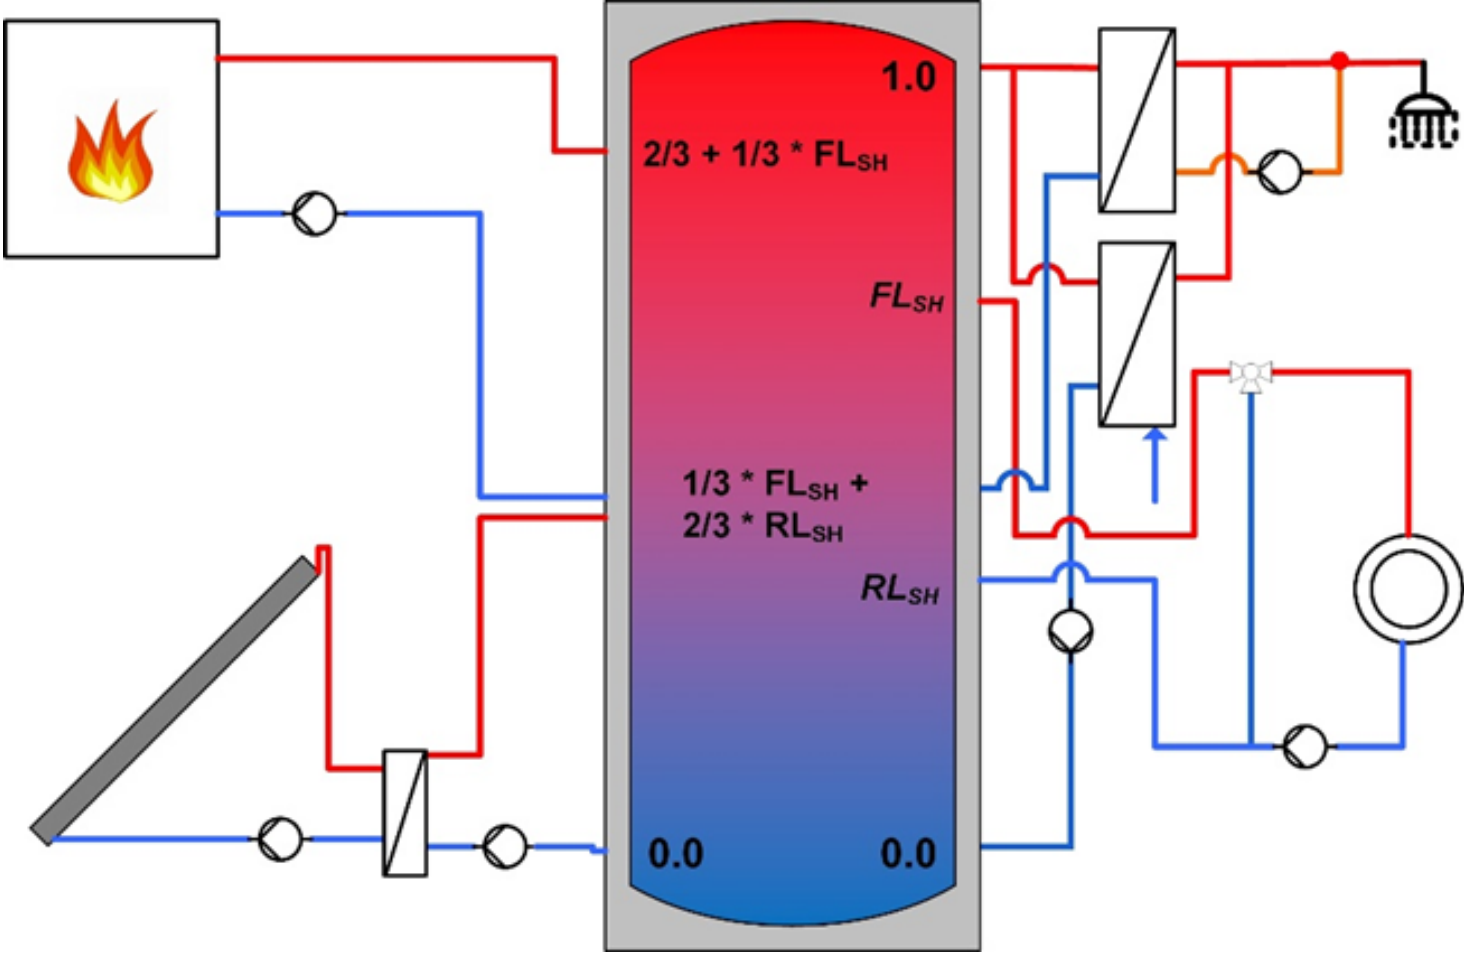 1.0
2/3 + 1/3 * FLSH
FLSH
1/3 * FLSH +
2/3 * RLSH
RLSH
0.0
0.0